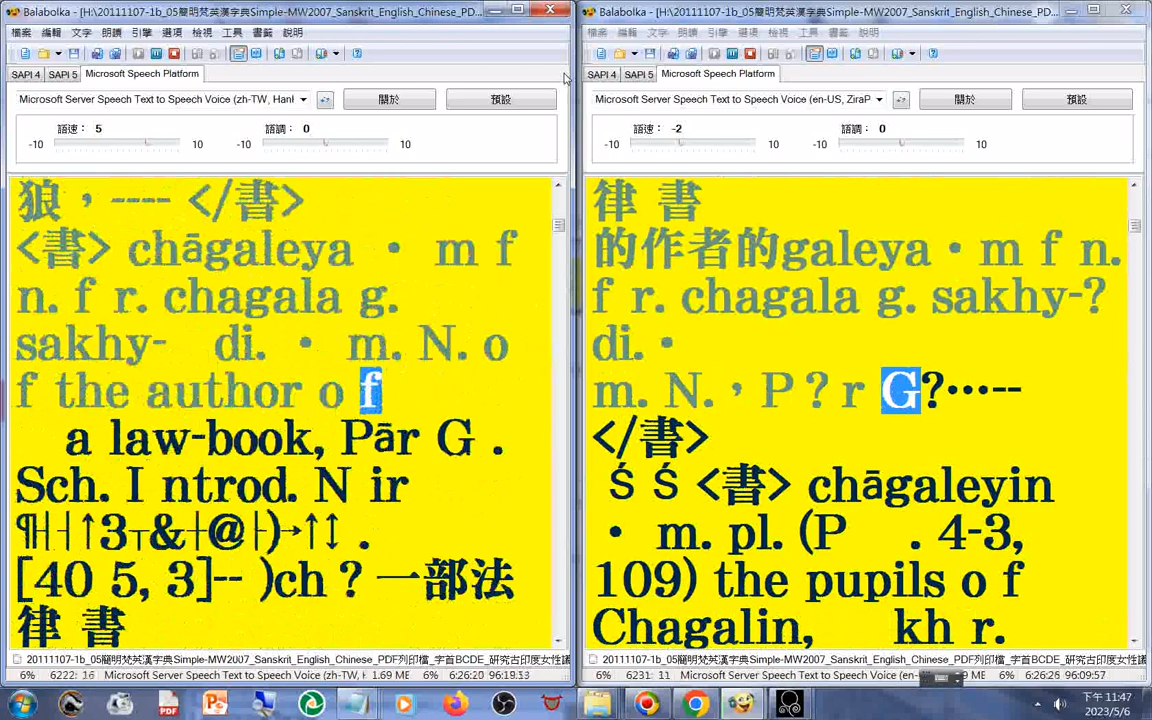 Balabolka - [H:\20111107-1b_05簡明梵英漢字典Simple-MW2007_Sanskrit_English_Chinese_PD...
檔案 編輯 文字 朗讀 引擎 選項 檢視 工具 書籤 說明
SAPI 4 SAPI 5 Microsoft Speech Platform
Microsoft Server Speech Text to Speech Voice (zh-TW, HanH 關於 預設
語速： 5 語調： 0
-10 10 -10 10
狼，---- </書>
<書> chāgaleya • m f
n. f r. chagala g.
sakhy- di. • m. N. o
f the author o f
a law-book, Pār G .
Sch. I ntrod. N ir
¶┤┤↑3┬&┼@├)→↑↕ .
[40 5, 3]-- )ch ? 一部法
律 書
20111107-1b_05簡明梵英漢字典Simple-MW2007_Sanskrit_English_Chinese_PDF列印檔_字首BCDE_研究古印度女性議
6% 6222: 16 Microsoft Server Speech Text to Speech Voice (zh-TW, H 1.69 MB 6% 6:26:20 96:19:33
Balabolka - [H:\20111107-1b_05簡明梵英漢字典Simple-MW2007_Sanskrit_English_Chinese_PD...
檔案 編輯 文字 朗讀 引擎 選項 檢視 工具 書籤 說明
SAPI 4 SAPI 5 Microsoft Speech Platform
Microsoft Server Speech Text to Speech Voice (en-US, ZiraP 關於 預設
語速： -2 語調： 0
-10 10 -10 10
律 書
的作者的galeya • m f n.
f r. chagala g. sakhy-?
di. •
m. N.，P ? r G?…--
</書>
Ś Ś <書> chāgaleyin
• m. pl. (P . 4-3,
109) the pupils o f
Chagalin, kh r.
20111107-1b_05簡明梵英漢字典Simple-MW2007_Sanskrit_English_Chinese_PDF列印檔_字首BCDE_研究古印度女性議
6% 6231: 11 Microsoft Server Speech Text to Speech Voice (en-US 9 MB 6% 6:26:26 96:09:57
PDF
下午 11:47
2023/5/6